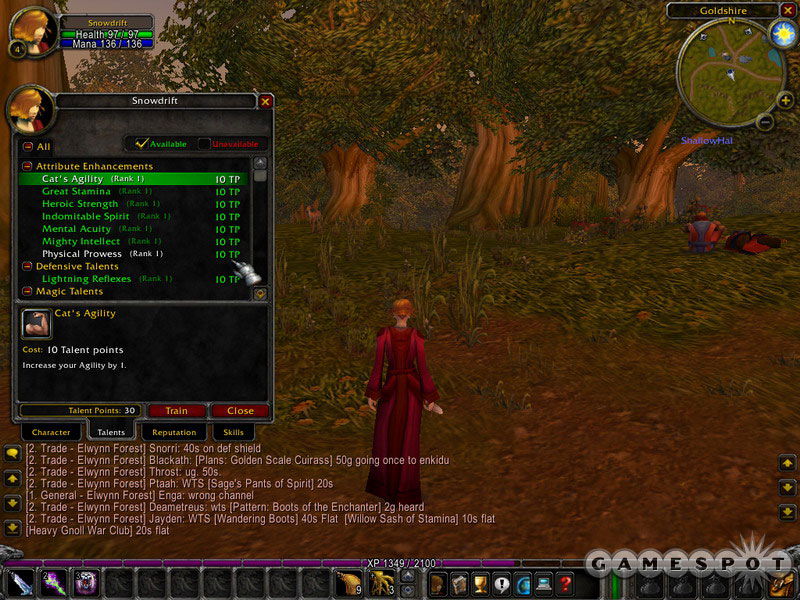 Snowdrift
Health 97 / 97
Mana 136 / 136
4
Goldshire
N
Snowdrift
All
Available
Unavailable
Attribute Enhancements
Cat's Agility (Rank 1) 10 TP
Great Stamina (Rank 1) 10 TP
Heroic Strength (Rank 1) 10 TP
Indomitable Spirit (Rank 1) 10 TP
Mental Acuity (Rank 1) 10 TP
Mighty Intellect (Rank 1) 10 TP
Physical Prowess (Rank 1) 10 TP
Defensive Talents
Lightning Reflexes (Rank 1) 10 TP
Magic Talents
ShallowHal
Cat's Agility
Cost: 10 Talent points
Increase your Agility by 1.
Talent Points: 30
Train
Close
Character
Talents
Reputation
Skills
[2. Trade - Elwynn Forest] Snorri: 40s on def shield
[2. Trade - Elwynn Forest] Blackath: [Plans: Golden Scale Cuirass] 50g going once to enkidu
[2. Trade - Elwynn Forest] Throst: ug. 50s.
[2. Trade - Elwynn Forest] Ptaah: WTS [Sage's Pants of Spirit] 20s
[1. General - Elwynn Forest] Enga: wrong channel
[2. Trade - Elwynn Forest] Deametreus: wts [Pattern: Boots of the Enchanter] 2g heard
[2. Trade - Elwynn Forest] Jayden: WTS [Wandering Boots] 40s Flat [Willow Sash of Stamina] 10s flat
[Heavy Gnoll War Club] 20s flat
XP 1349 / 2100
2
3
9
3
GAMESPOT